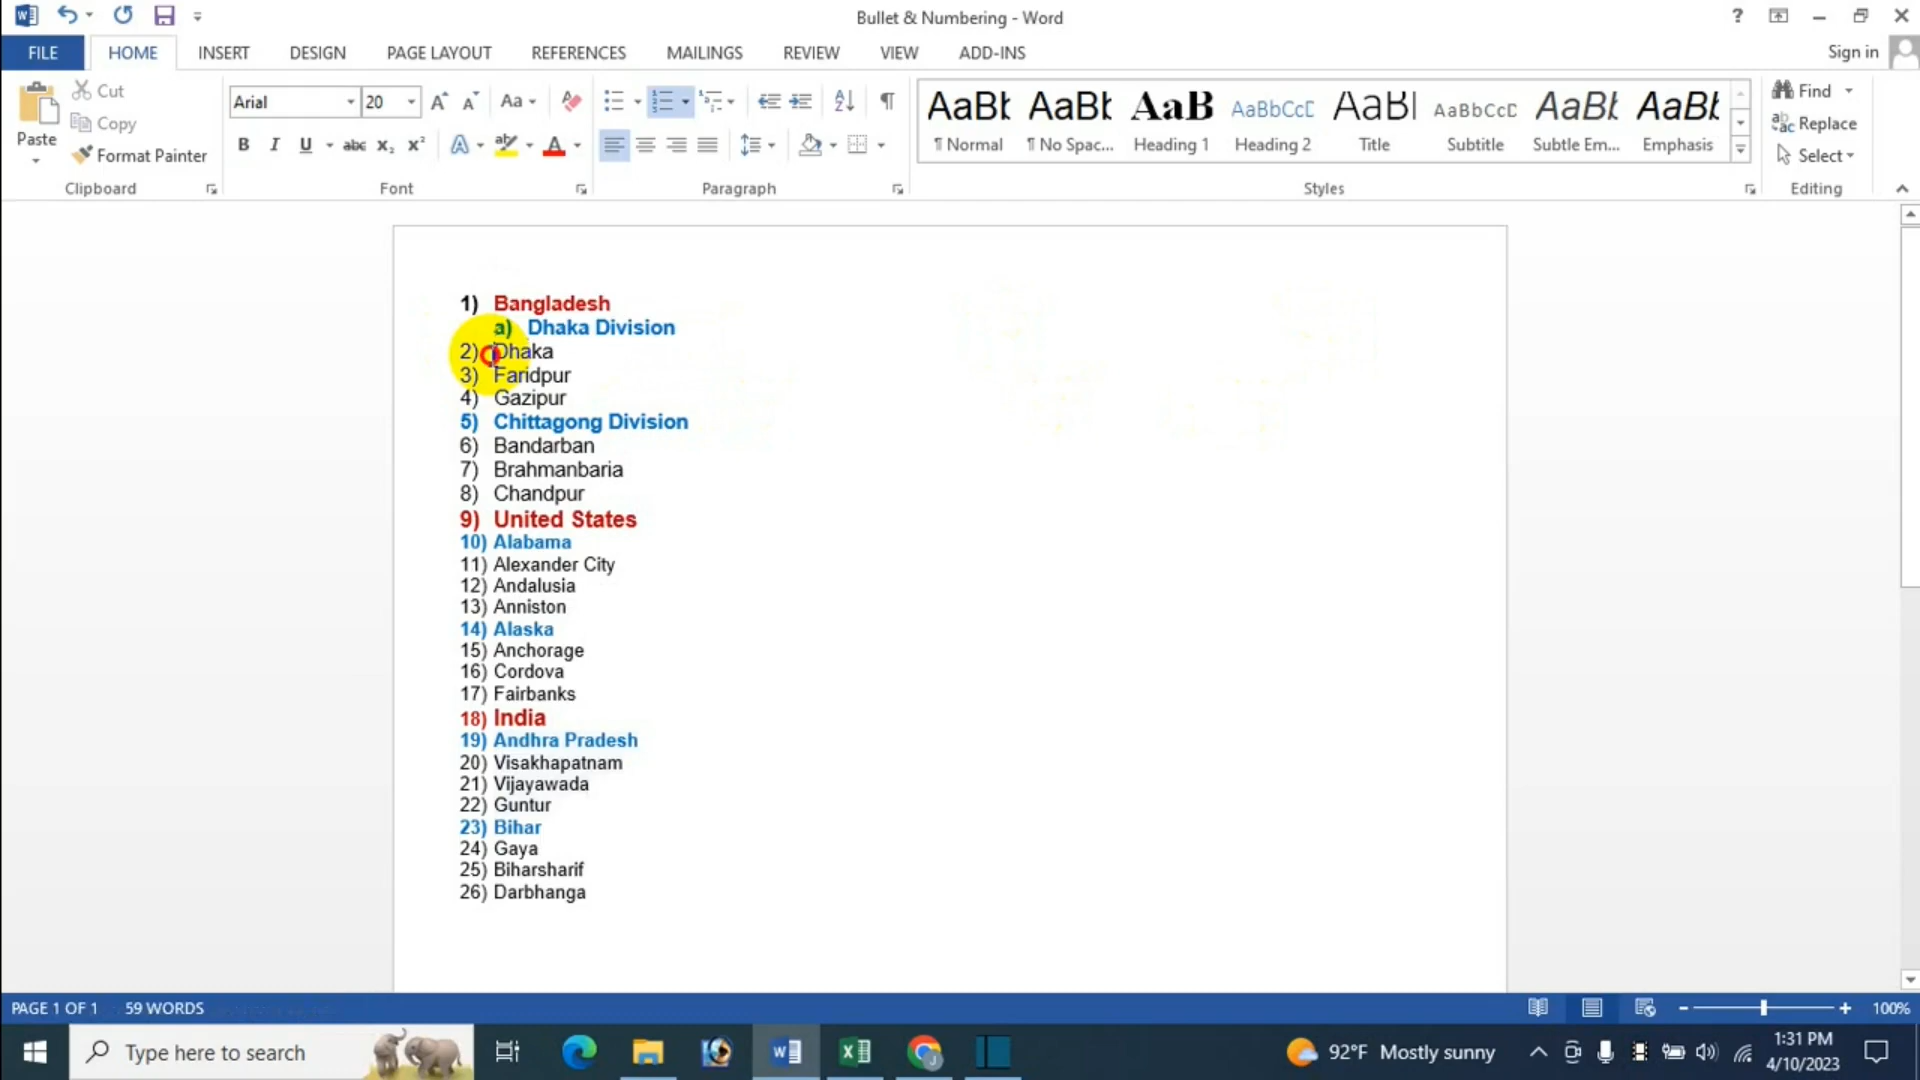 Bullet & Numbering - Word
?
FILE HOME INSERT DESIGN PAGE LAYOUT REFERENCES MAILINGS REVIEW VIEW ADD-INS Sign in
Paste
Cut
Copy
Format Painter
Clipboard
Arial 20
Aa
B I U abc X₂ X² A A
Font
Paragraph
AaBb AaBb AaB AaBbCcD AaBl AaBbCcD AaBb AaBb
¶ Normal ¶ No Spac... Heading 1 Heading 2 Title Subtitle Subtle Em... Emphasis
Styles
Find
Replace
Select
Editing
1) Bangladesh
a) Dhaka Division
2) Dhaka
3) Faridpur
4) Gazipur
5) Chittagong Division
6) Bandarban
7) Brahmanbaria
8) Chandpur
9) United States
10) Alabama
11) Alexander City
12) Andalusia
13) Anniston
14) Alaska
15) Anchorage
16) Cordova
17) Fairbanks
18) India
19) Andhra Pradesh
20) Visakhapatnam
21) Vijayawada
22) Guntur
23) Bihar
24) Gaya
25) Biharsharif
26) Darbhanga
PAGE 1 OF 1 59 WORDS 100%
Type here to search
92°F Mostly sunny
1:31 PM
4/10/2023